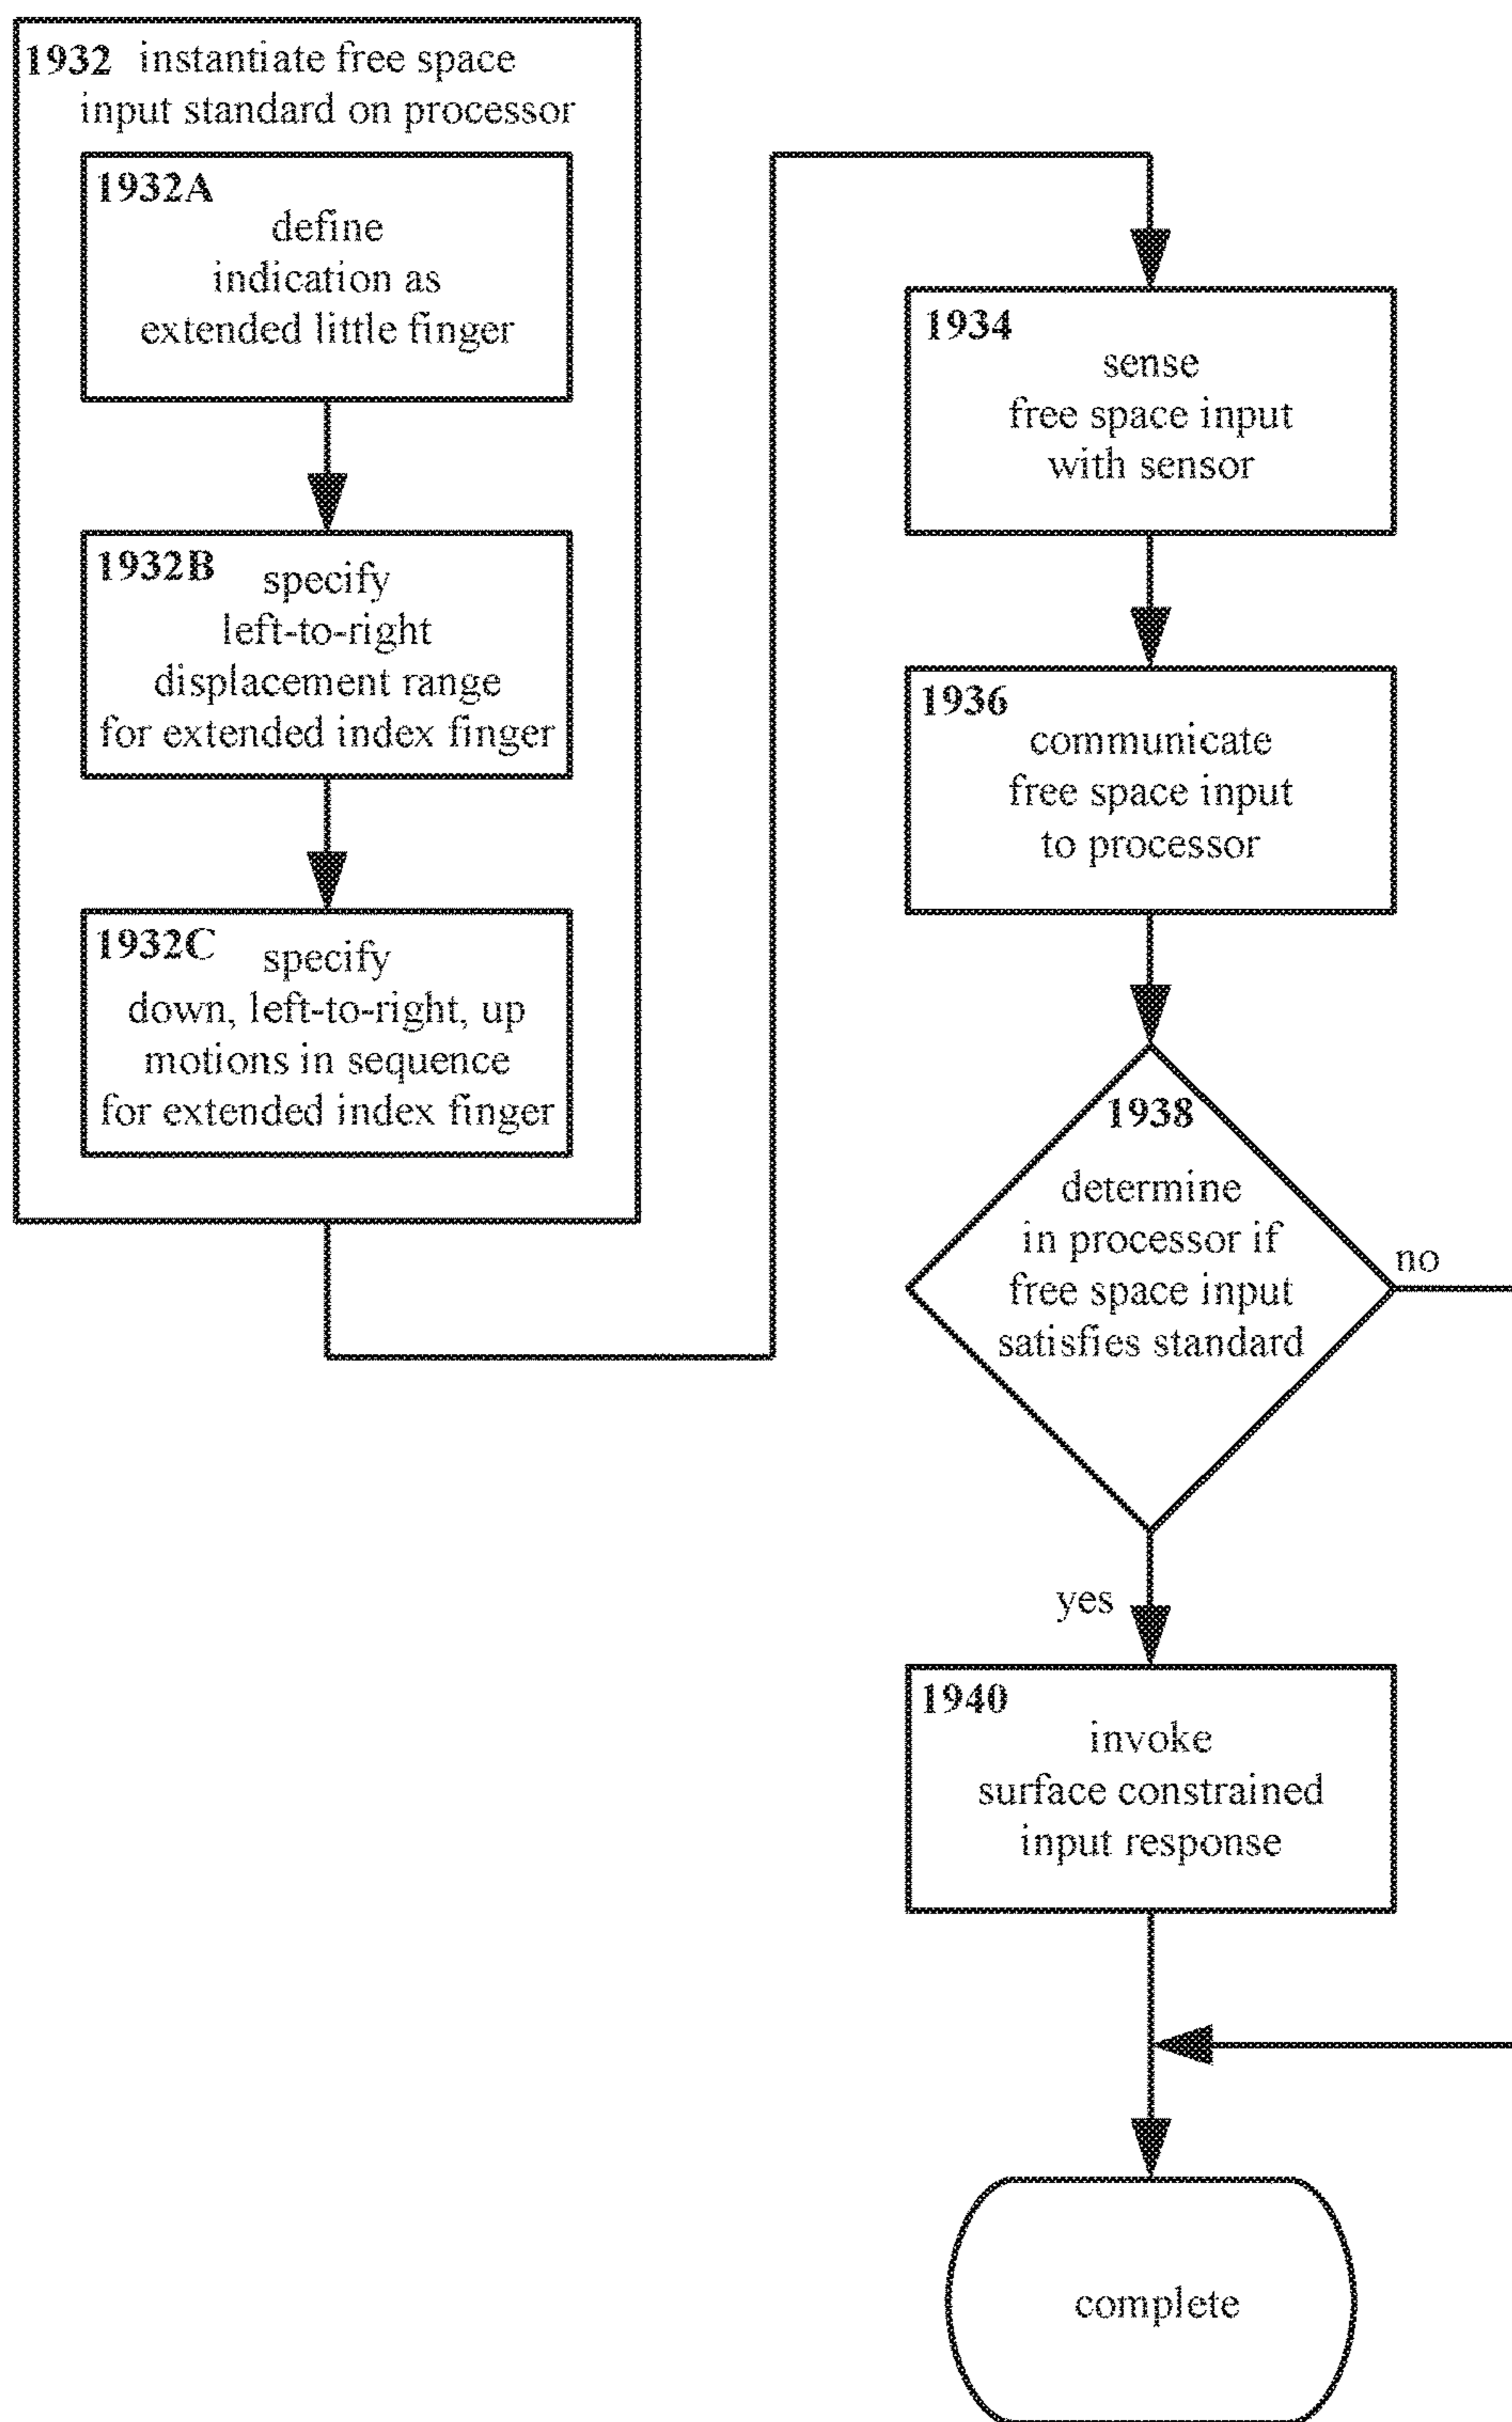 1932 instantiate free space
input standard on processor
1932A
define
indication as
extended little finger
1932B specify
left-to-right
displacement range
for extended index finger
1932C specify
down, left-to-right, up
motions in sequence
for extended index finger
1934
sense
free space input
with sensor
1936
communicate
free space input
to processor
1938
determine
in processor if
free space input
satisfies standard
no
yes
1940
invoke
surface constrained
input response
complete